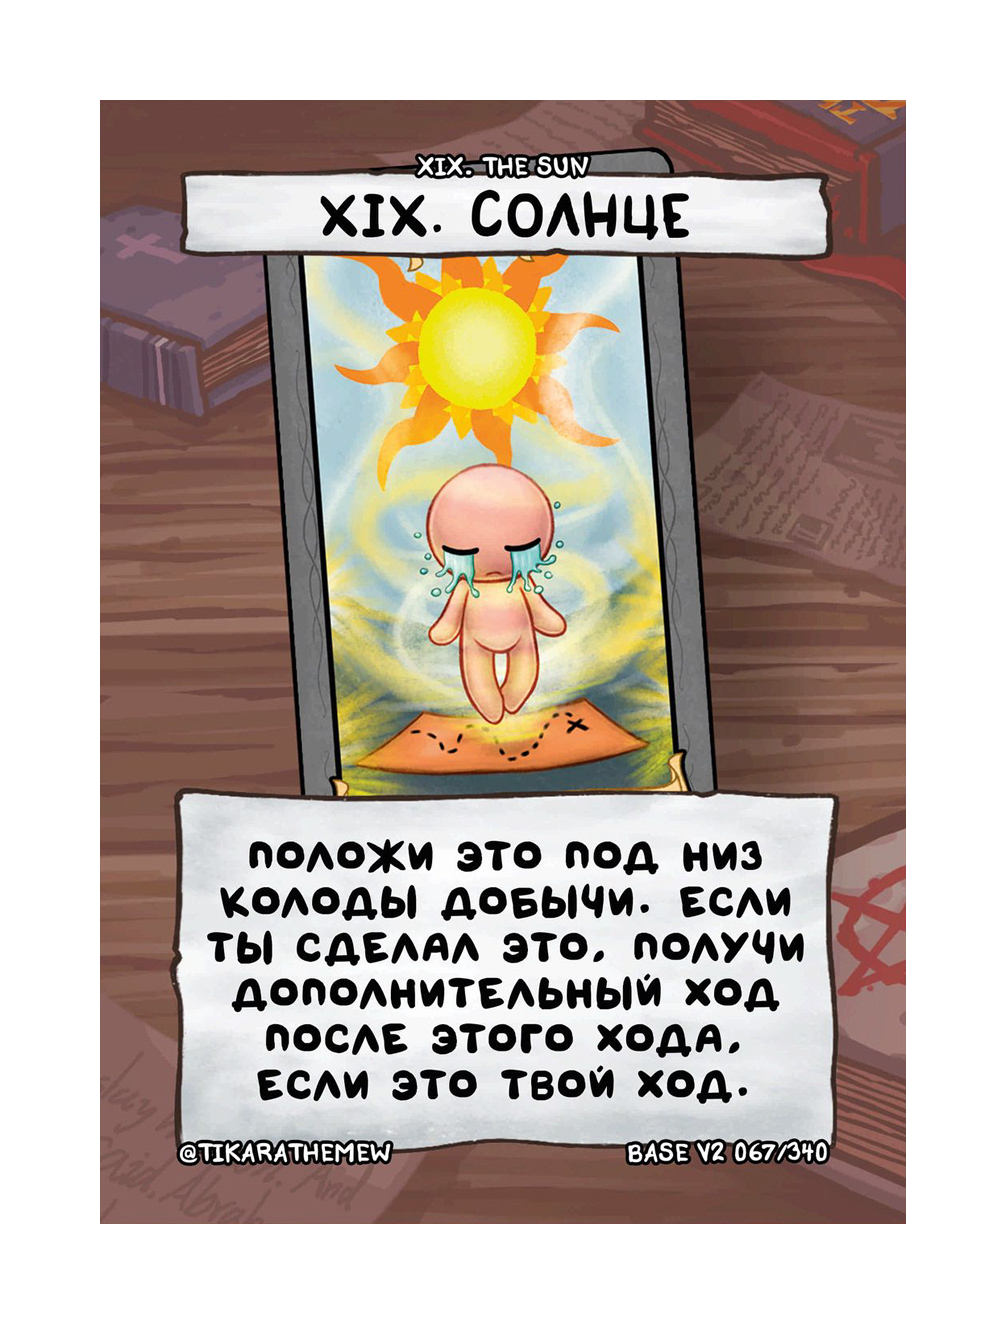 XIX. THE SUN
XIX. СОЛНЦЕ
ПОЛОЖИ ЭТО ПОД НИЗ
КОЛОДЫ ДОБЫЧИ. ЕСЛИ
ТЫ СДЕЛАЛ ЭТО, ПОЛУЧИ
ДОПОЛНИТЕЛЬНЫЙ ХОД
ПОСЛЕ ЭТОГО ХОДА,
ЕСЛИ ЭТО ТВОЙ ХОД.
@TIKARATHEMEW
BASE V2 067/340